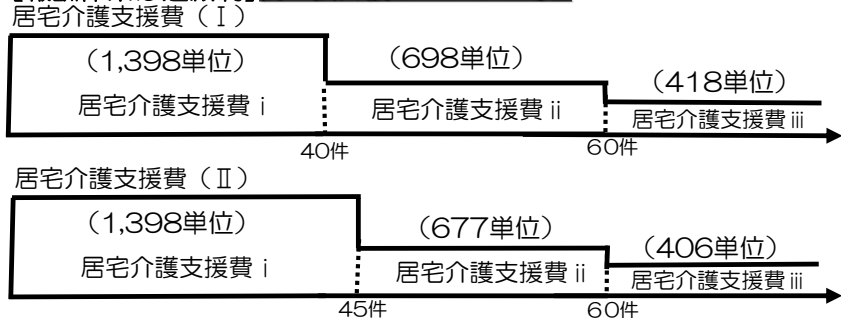 居宅介護支援費(Ⅰ)
(1,398単位)
(698単位)
(418単位)
居宅介護支援費ⅰ
居宅介護支援費ⅱ
居宅介護支援費ⅲ
40件
60件
居宅介護支援費(Ⅱ)
(1,398単位)
(677単位)
(406単位)
居宅介護支援費ⅰ
居宅介護支援費ⅱ
居宅介護支援費ⅲ
45件
60件